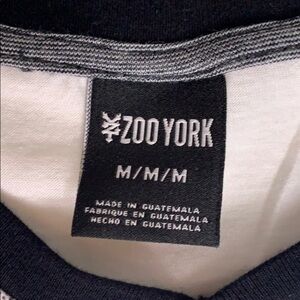 ZOO YORK
M/M/M
MADE IN GUATEMALA
FABRIQUE EN GUATEMALA
HECHO EN GUATEMALA